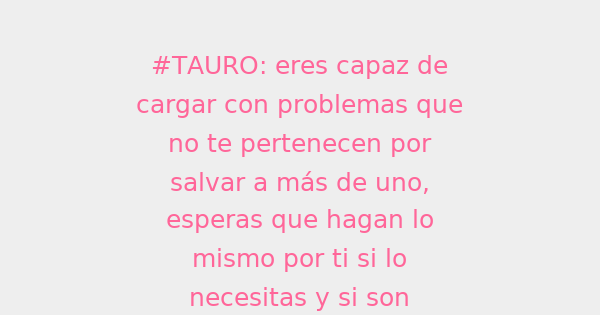 #TAURO: eres capaz de
cargar con problemas que
no te pertenecen por
salvar a más de uno,
esperas que hagan lo
mismo por ti si lo
necesitas y si son